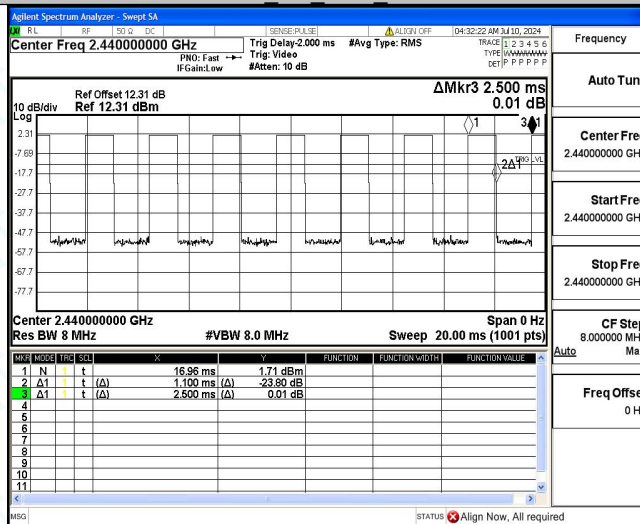 Agilent Spectrum Analyzer - Swept SA
RL RF 50 Ω DC SENSE:PULSE ALIGN OFF 04:32:22 AM Jul 10, 2024
Center Freq 2.440000000 GHz
PNO: Fast
IFGain:Low
Trig Delay-2.000 ms
Trig: Video
#Atten: 10 dB
#Avg Type: RMS
TRACE 1 2 3 4 5 6
TYPE WWWWWW
DET P P P P P P
Ref Offset 12.31 dB
10 dB/div Ref 12.31 dBm
Log
ΔMkr3 2.500 ms
0.01 dB
2.31
-7.69
-17.7
-27.7
-37.7
-47.7
-57.7
-67.7
-77.7
1
3Δ1
2Δ1
TRIG LVL
Center 2.440000000 GHz Span 0 Hz
Res BW 8 MHz #VBW 8.0 MHz Sweep 20.00 ms (1001 pts)
MKR MODE TRC SCL X Y FUNCTION FUNCTION WIDTH FUNCTION VALUE
1 N 1 t 16.96 ms 1.71 dBm
2 Δ1 1 t (Δ) 1.100 ms (Δ) -23.80 dB
3 Δ1 1 t (Δ) 2.500 ms (Δ) 0.01 dB
4
5
6
7
8
9
10
11
MSG STATUS Align Now, All required
Frequency
Auto Tun
Center Fre
2.440000000 GH
Start Fre
2.440000000 GH
Stop Fre
2.440000000 GH
CF Ste
8.000000 MH
Auto Ma
Freq Offse
0 H